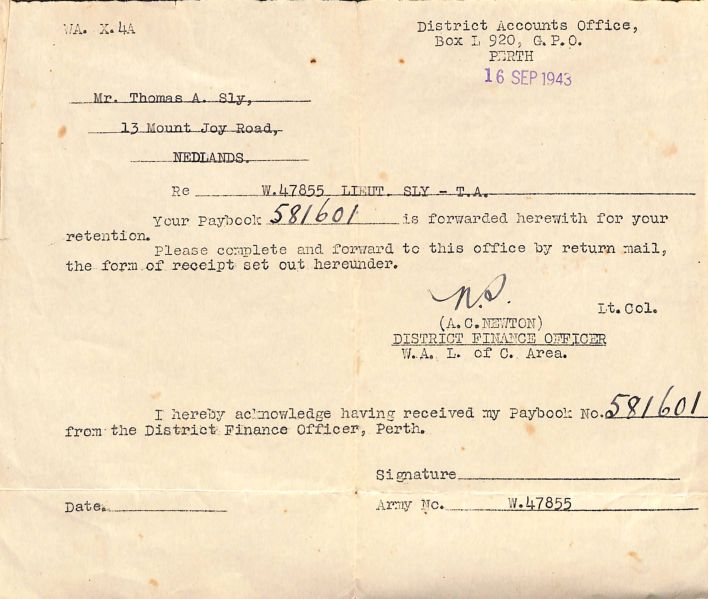 WA. X.4A
District Accounts Office,
Box L 920, G.P.O.
PERTH
16 SEP 1943
Mr. Thomas A. Sly,
13 Mount Joy Road,
NEDLANDS.
Re W.47855 LIEUT. SLY - T.A.
Your Paybook 581601 is forwarded herewith for your
retention.
Please complete and forward to this office by return mail,
the form of receipt set out hereunder.
Lt.Col.
(A.C.NEWTON)
DISTRICT FINANCE OFFICER
W.A. L. of C. Area.
I hereby acknowledge having received my Paybook No. 581601
from the District Finance Officer, Perth.
Signature
Date.
Army No. W.47855